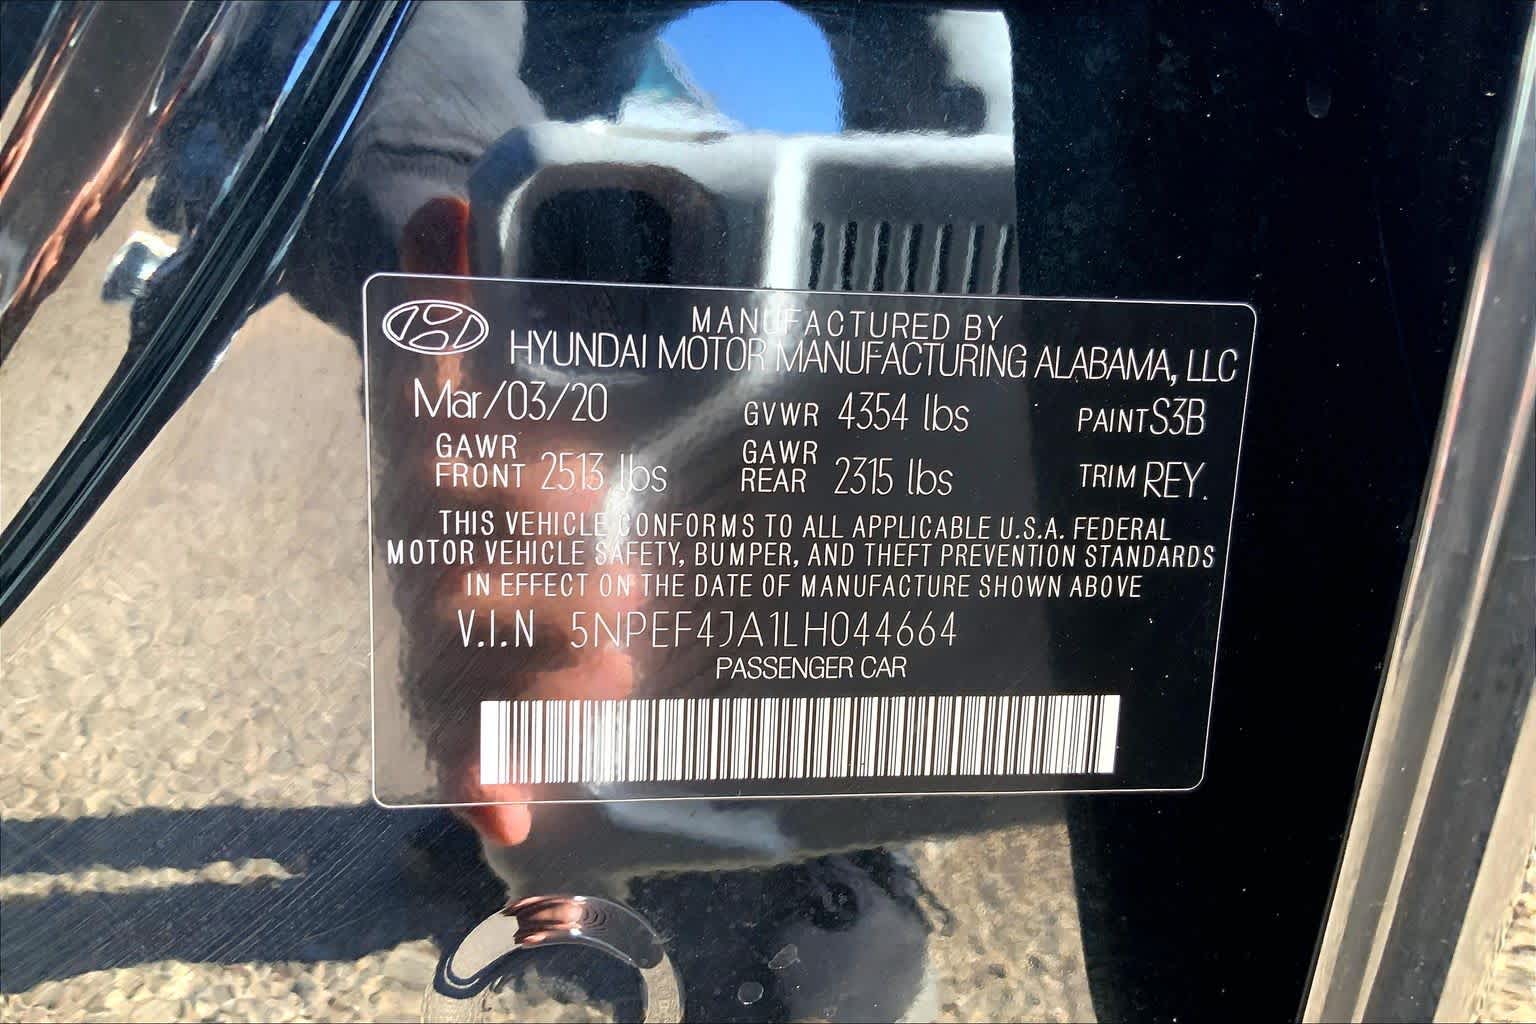 MANUFACTURED BY
HYUNDAI MOTOR MANUFACTURING ALABAMA, LLC
Mar/03/20 GVWR 4354 lbs PAINT S3B
GAWR FRONT 2513 lbs GAWR REAR 2315 lbs TRIM REY
THIS VEHICLE CONFORMS TO ALL APPLICABLE U.S.A. FEDERAL
MOTOR VEHICLE SAFETY, BUMPER, AND THEFT PREVENTION STANDARDS
IN EFFECT ON THE DATE OF MANUFACTURE SHOWN ABOVE
V.I.N 5NPEF4JA1LH044664
PASSENGER CAR